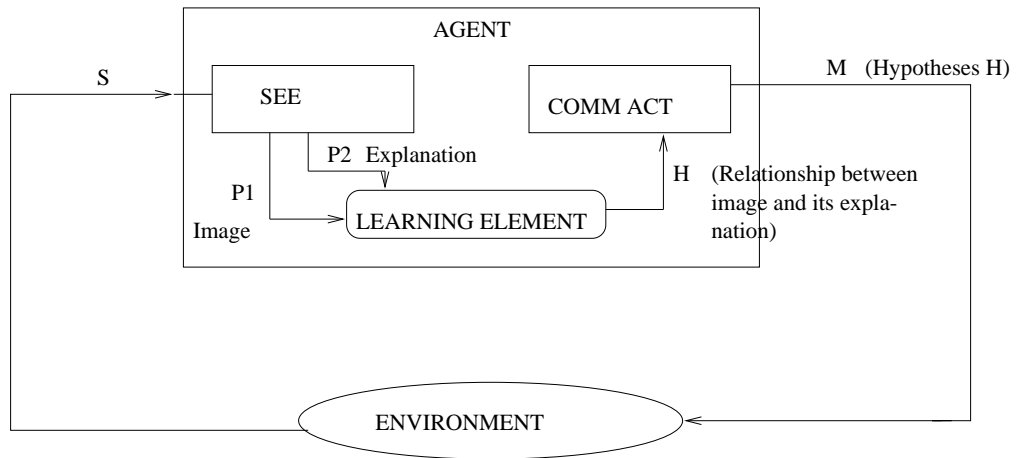 AGENT
S
M (Hypotheses H)
SEE
COMM ACT
P2 Explanation
H (Relationship between
image and its expla-
nation)
P1
LEARNING ELEMENT
Image
ENVIRONMENT